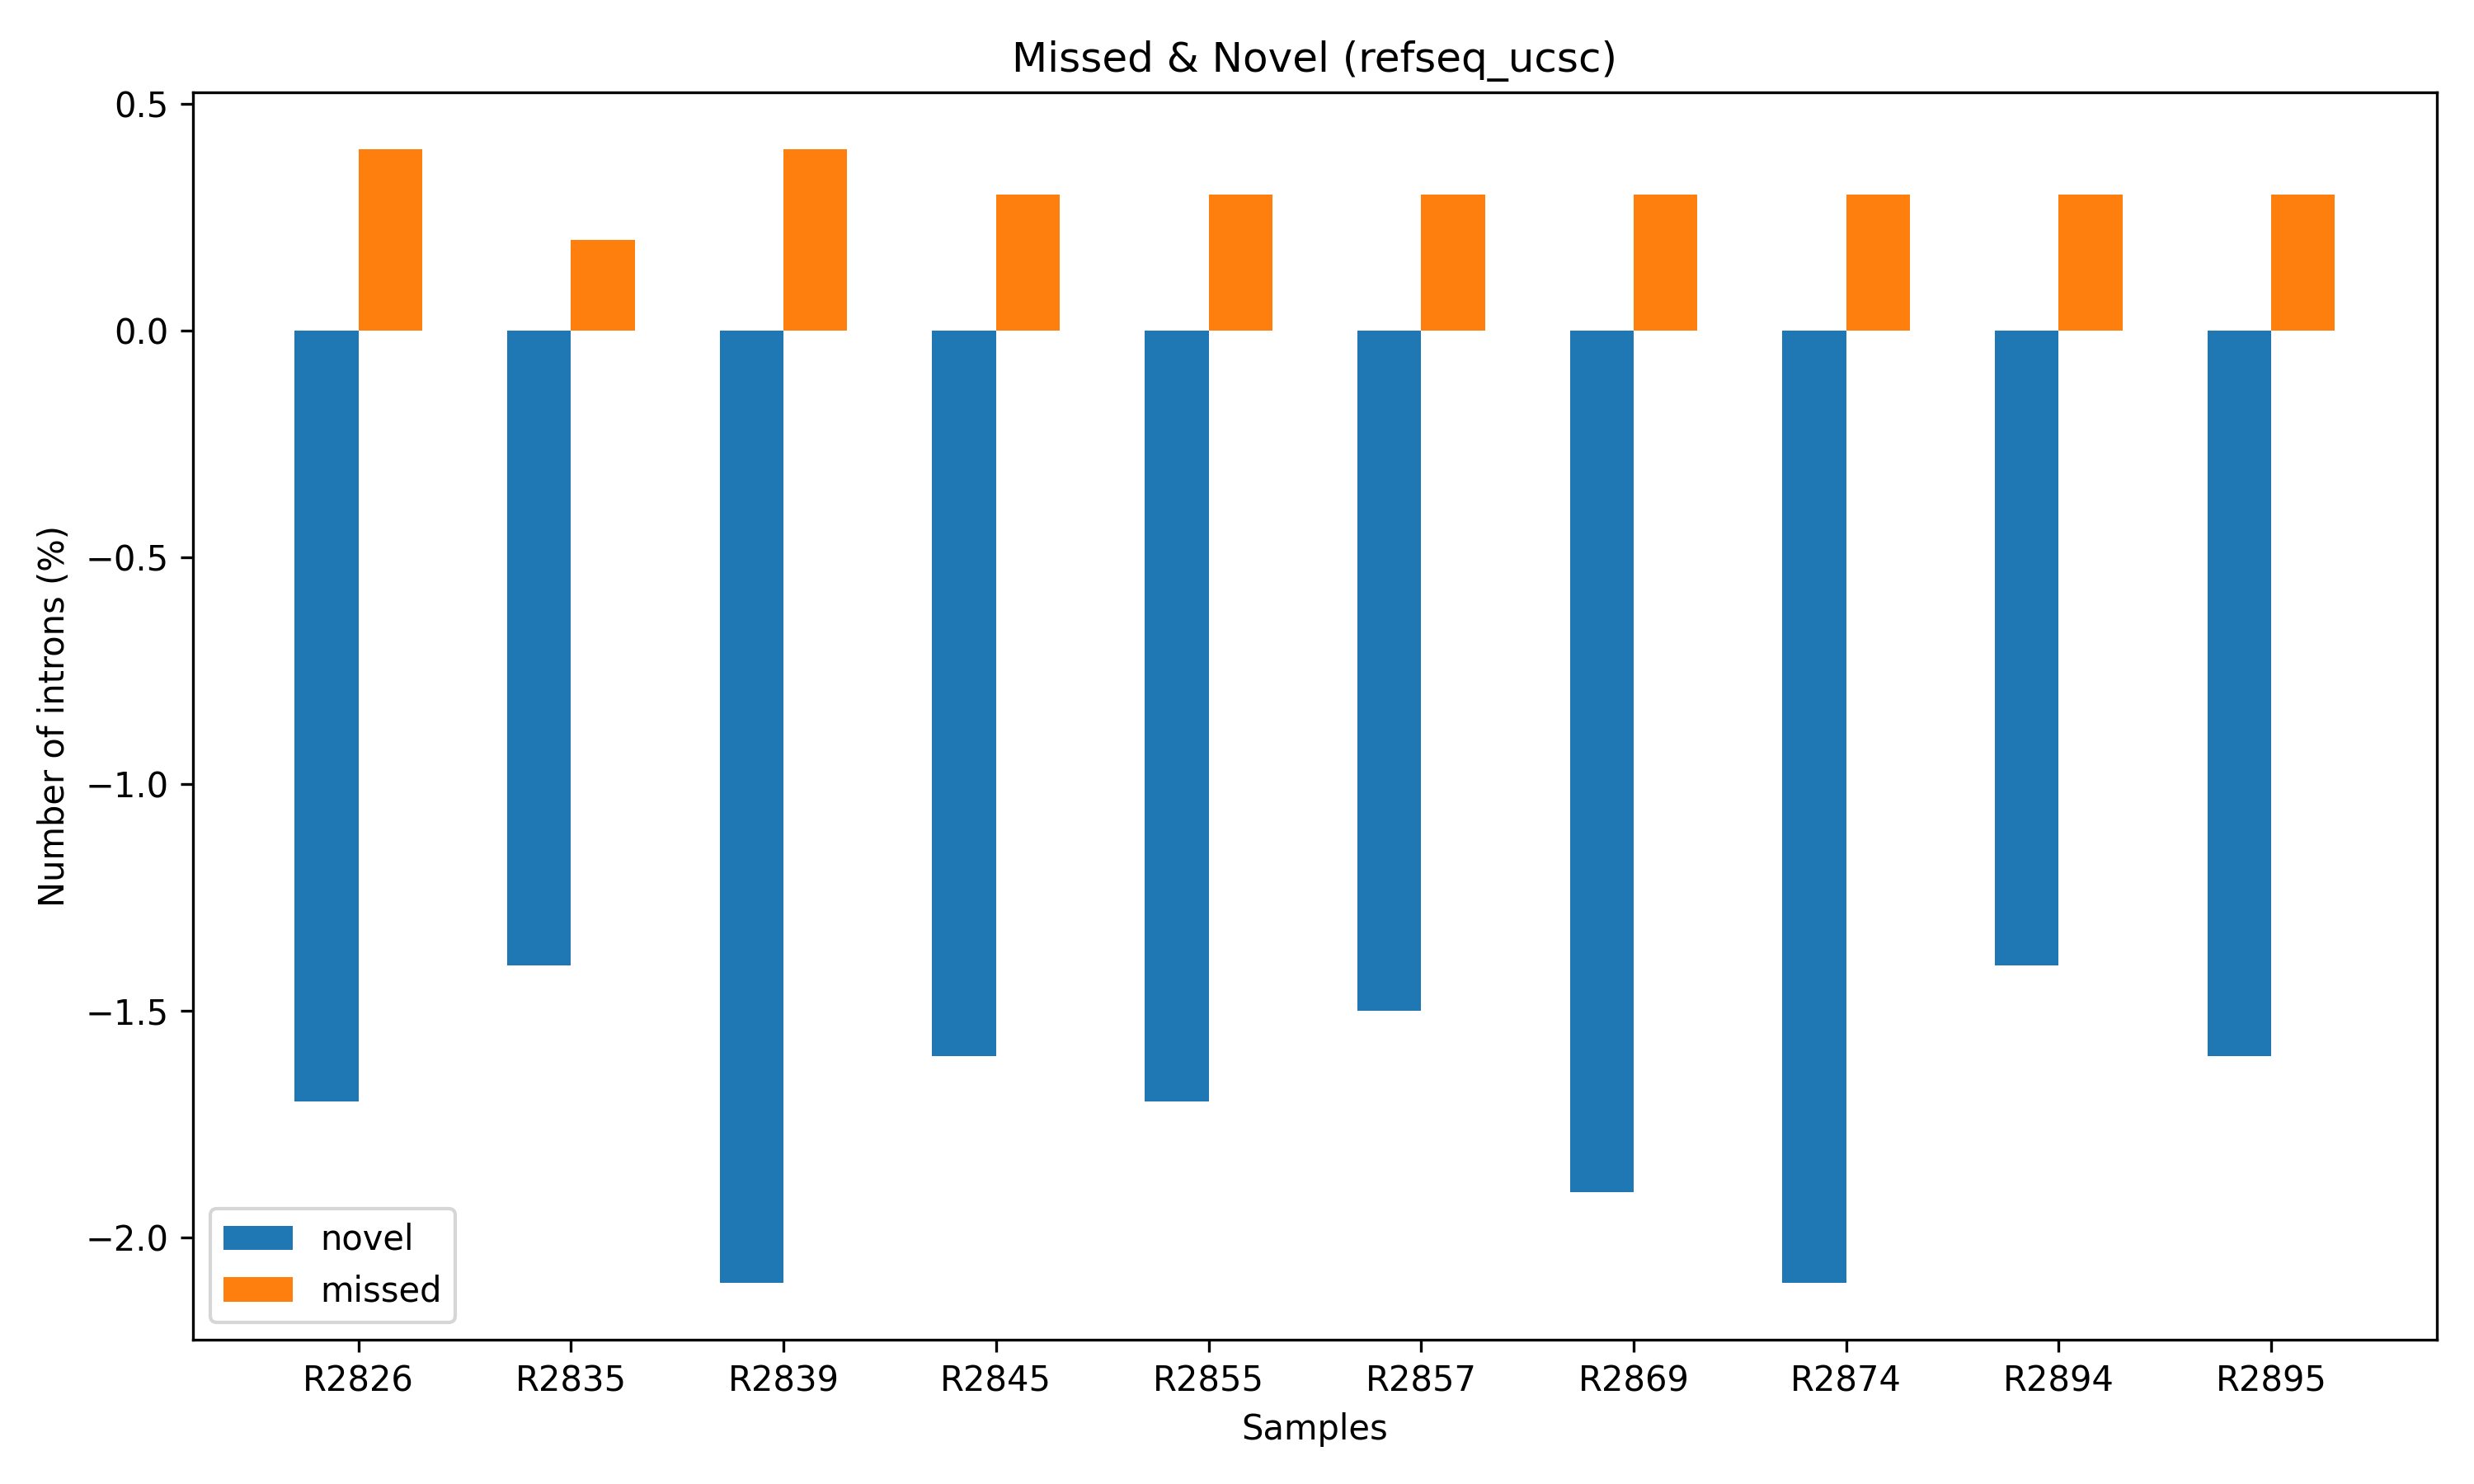 Missed & Novel (refseq_ucsc)
Number of introns (%)
0.5
0.0
−0.5
−1.0
−1.5
−2.0
novel
missed
R2826 R2835 R2839 R2845 R2855 R2857 R2869 R2874 R2894 R2895
Samples